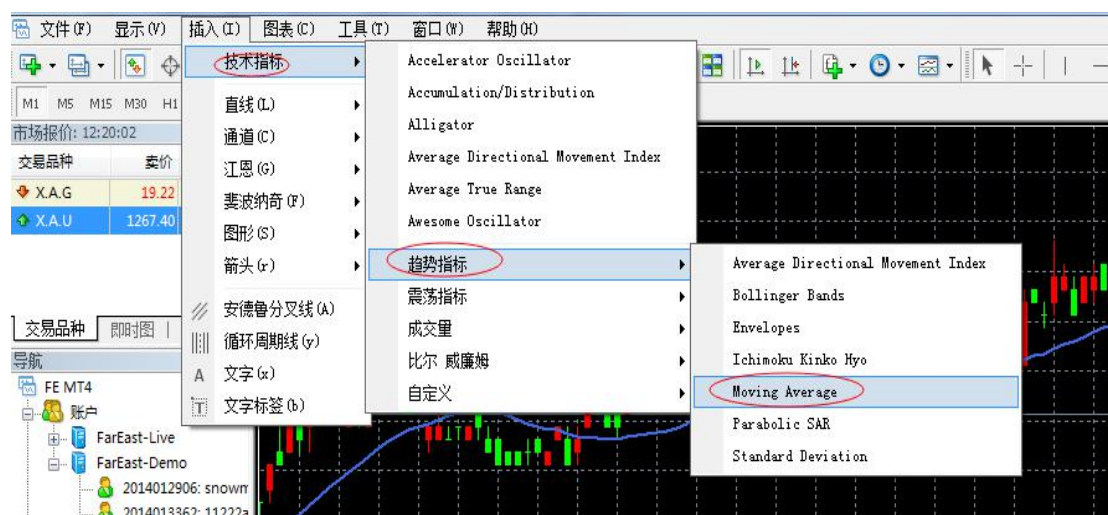 文件(F) 显示(V) 插入(I) 图表(C) 工具(T) 窗口(W) 帮助(H)
M1 M5 M15 M30 H1
市场报价: 12:20:02
交易品种 卖价
X.A.G 19.22
X.A.U 1267.40
交易品种 即时图
导航
FE MT4
账户
FarEast-Live
FarEast-Demo
2014012906: snown
2014013362: 11222a
技术指标
直线(L)
通道(C)
江恩(G)
斐波纳奇(F)
图形(S)
箭头(r)
安德鲁分叉线(A)
循环周期线(y)
A 文字(x)
T 文字标签(b)
Accelerator Oscillator
Accumulation/Distribution
Alligator
Average Directional Movement Index
Average True Range
Awesome Oscillator
趋势指标
震荡指标
成交量
比尔 威廉姆
自定义
Average Directional Movement Index
Bollinger Bands
Envelopes
Ichimoku Kinko Hyo
Moving Average
Parabolic SAR
Standard Deviation